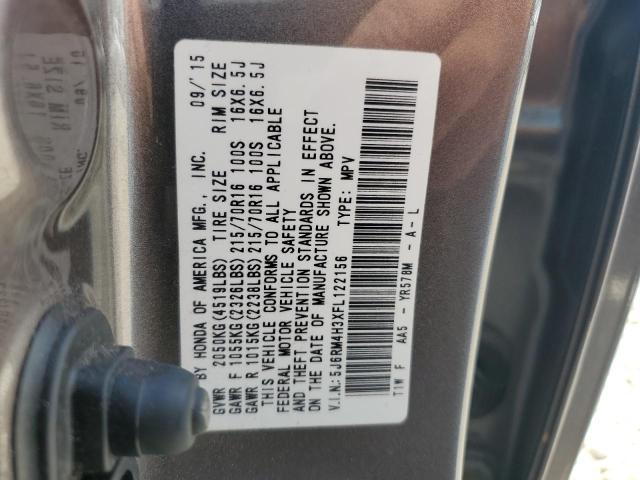 BY HONDA OF AMERICA MFG., INC. 09/'15
GVWR 2050KG(4519LBS) TIRE SIZE RIM SIZE
GAWR F 1055KG(2326LBS)215/70R16 100S 16X6.5J
GAWR R 1015KG(2238LBS)215/70R16 100S 16X6.5J
THIS VEHICLE CONFORMS TO ALL APPLICABLE
FEDERAL MOTOR VEHICLE SAFETY
AND THEFT PREVENTION STANDARDS IN EFFECT
ON THE DATE OF MANUFACTURE SHOWN ABOVE.
V.I.N.:5J6RM4H3XFL122156 TYPE: MPV
TIW F AA5 - YR578M - A - L